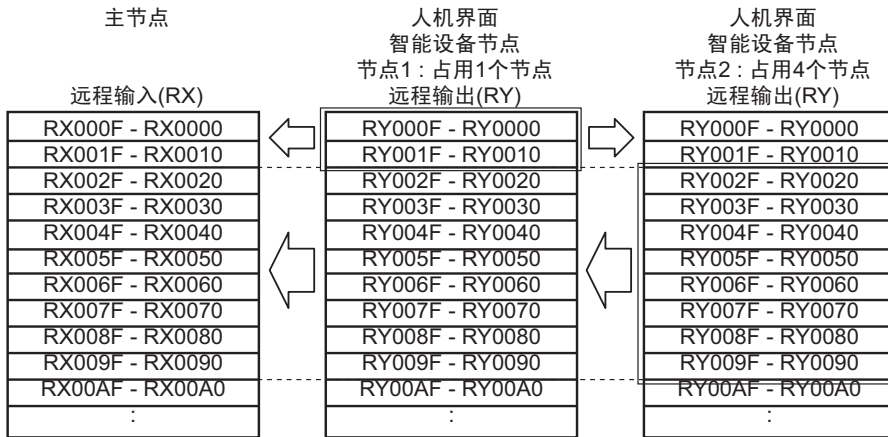 主节点
远程输入(RX)
RX000F - RX0000
RX001F - RX0010
RX002F - RX0020
RX003F - RX0030
RX004F - RX0040
RX005F - RX0050
RX006F - RX0060
RX007F - RX0070
RX008F - RX0080
RX009F - RX0090
RX00AF - RX00A0
:
人机界面
智能设备节点
节点1 : 占用1个节点
远程输出(RY)
RY000F - RY0000
RY001F - RY0010
RY002F - RY0020
RY003F - RY0030
RY004F - RY0040
RY005F - RY0050
RY006F - RY0060
RY007F - RY0070
RY008F - RY0080
RY009F - RY0090
RY00AF - RY00A0
:
人机界面
智能设备节点
节点2 : 占用4个节点
远程输出(RY)
RY000F - RY0000
RY001F - RY0010
RY002F - RY0020
RY003F - RY0030
RY004F - RY0040
RY005F - RY0050
RY006F - RY0060
RY007F - RY0070
RY008F - RY0080
RY009F - RY0090
RY00AF - RY00A0
: